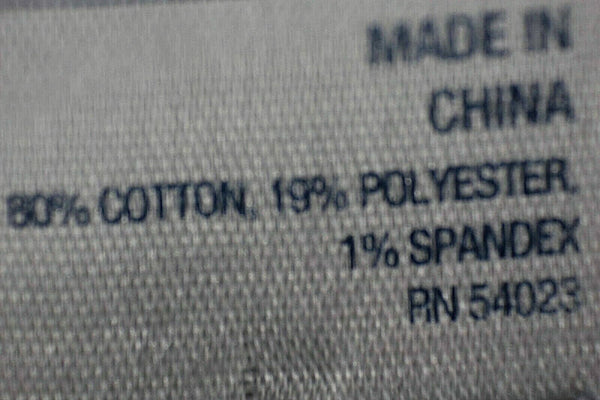 MADE IN
CHINA
80% COTTON, 19% POLYESTER,
1% SPANDEX
RN 54023